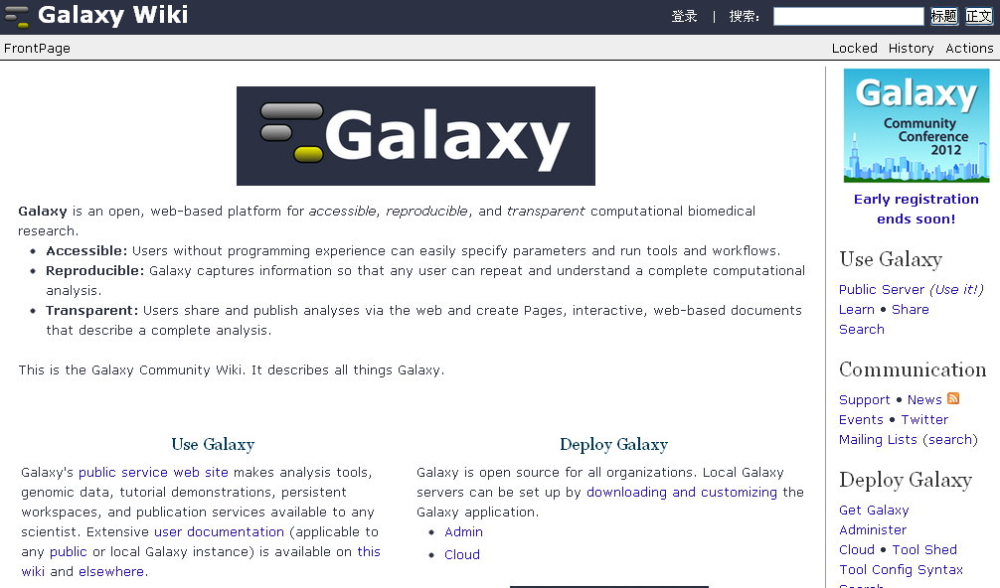 Galaxy Wiki
登录 | 搜索: 标题 正文
FrontPage
Locked History Actions
Galaxy
Galaxy is an open, web-based platform for accessible, reproducible, and transparent computational biomedical
research.
• Accessible: Users without programming experience can easily specify parameters and run tools and workflows.
• Reproducible: Galaxy captures information so that any user can repeat and understand a complete computational
analysis.
• Transparent: Users share and publish analyses via the web and create Pages, interactive, web-based documents
that describe a complete analysis.
This is the Galaxy Community Wiki. It describes all things Galaxy.
Use Galaxy
Galaxy's public service web site makes analysis tools,
genomic data, tutorial demonstrations, persistent
workspaces, and publication services available to any
scientist. Extensive user documentation (applicable to
any public or local Galaxy instance) is available on this
wiki and elsewhere.
Deploy Galaxy
Galaxy is open source for all organizations. Local Galaxy
servers can be set up by downloading and customizing the
Galaxy application.
• Admin
• Cloud
Galaxy
Community
Conference
2012
Early registration
ends soon!
Use Galaxy
Public Server (Use it!)
Learn • Share
Search
Communication
Support • News
Events • Twitter
Mailing Lists (search)
Deploy Galaxy
Get Galaxy
Administer
Cloud • Tool Shed
Tool Config Syntax
Search